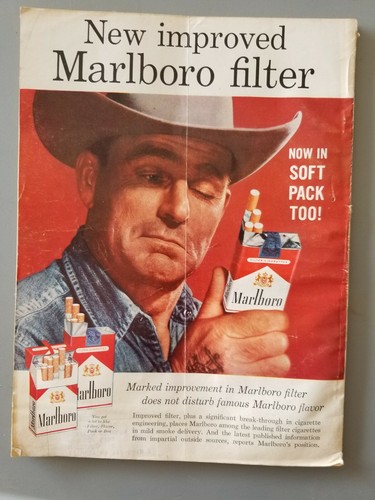 New improved
Marlboro filter
NOW IN
SOFT
PACK
TOO!
Marlboro
Marlboro
Marlboro
Marked improvement in Marlboro filter
does not disturb famous Marlboro flavor
Improved filter, plus a significant break-through in cigarette
engineering, places Marlboro among the leading filter cigarettes
in mild smoke delivery. And the latest published information
from impartial outside sources, reports Marlboro's position.